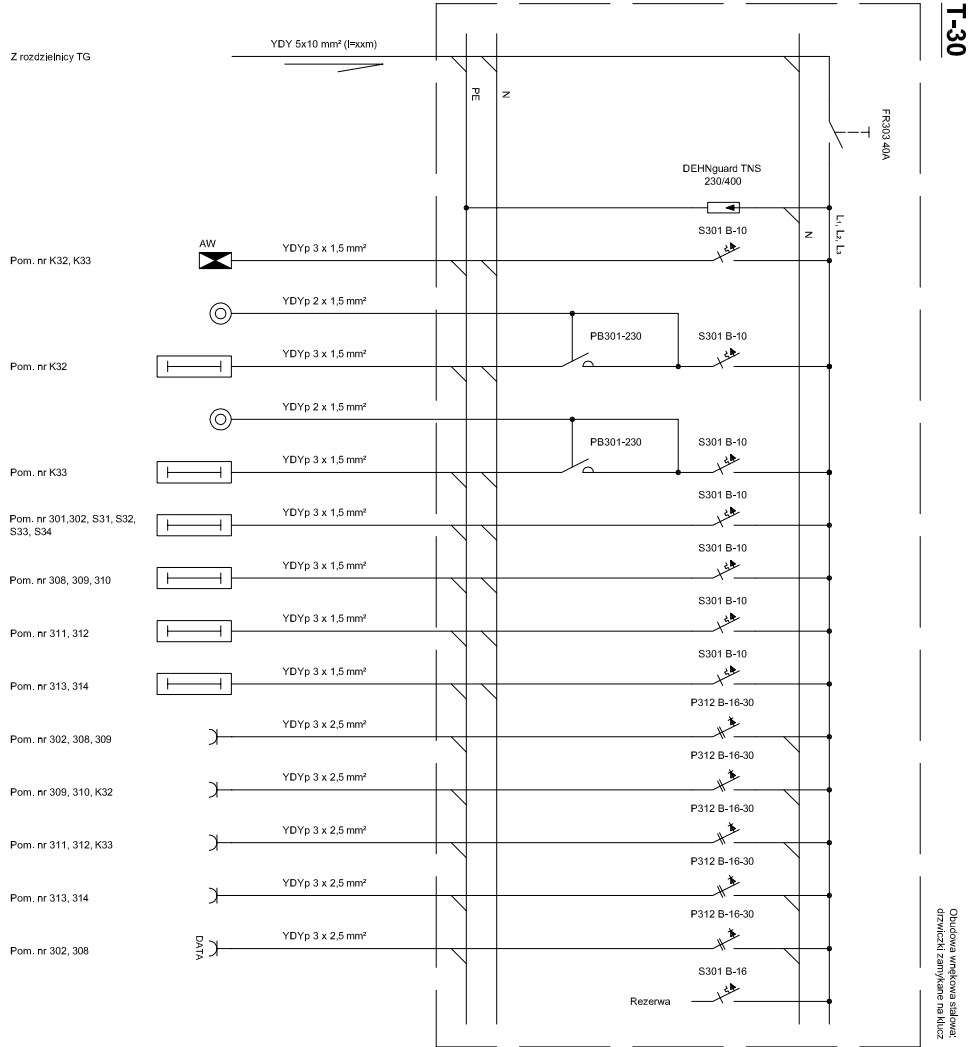 T-30
YDY 5x10 mm² (l=xxm)
Z rozdzielnicy TG
PE
N
FR303 40A
DEHNguard TNS
230/400
L₁, L₂, L₃
N
S301 B-10
AW
YDYp 3 x 1,5 mm²
Pom. nr K32, K33
YDYp 2 x 1,5 mm²
PB301-230
S301 B-10
YDYp 3 x 1,5 mm²
Pom. nr K32
YDYp 2 x 1,5 mm²
PB301-230
S301 B-10
YDYp 3 x 1,5 mm²
Pom. nr K33
S301 B-10
YDYp 3 x 1,5 mm²
Pom. nr 301,302, S31, S32,
S33, S34
S301 B-10
YDYp 3 x 1,5 mm²
Pom. nr 308, 309, 310
S301 B-10
YDYp 3 x 1,5 mm²
Pom. nr 311, 312
S301 B-10
YDYp 3 x 1,5 mm²
Pom. nr 313, 314
P312 B-16-30
YDYp 3 x 2,5 mm²
Pom. nr 302, 308, 309
P312 B-16-30
YDYp 3 x 2,5 mm²
Pom. nr 309, 310, K32
P312 B-16-30
YDYp 3 x 2,5 mm²
Pom. nr 311, 312, K33
P312 B-16-30
YDYp 3 x 2,5 mm²
Pom. nr 313, 314
P312 B-16-30
YDYp 3 x 2,5 mm²
DATA
Pom. nr 302, 308
S301 B-16
Rezerwa
Obudowa wnękowa stalowa;
drzwiczki zamykane na klucz